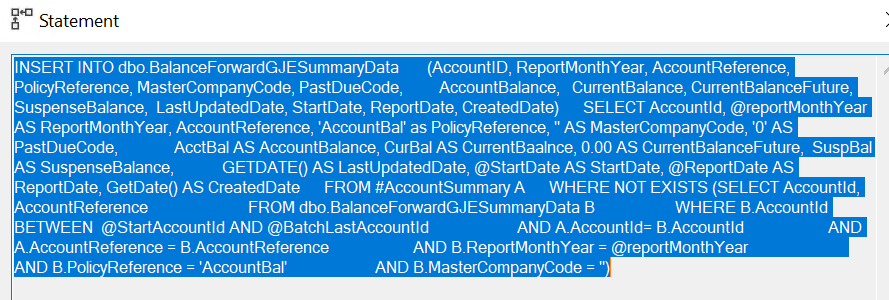 Statement
INSERT INTO dbo.BalanceForwardGJESummaryData (AccountID, ReportMonthYear, AccountReference,
PolicyReference, MasterCompanyCode, PastDueCode, AccountBalance, CurrentBalance, CurrentBalanceFuture,
SuspenseBalance, LastUpdatedDate, StartDate, ReportDate, CreatedDate) SELECT AccountId, @reportMonthYear
AS ReportMonthYear, AccountReference, 'AccountBal' as PolicyReference, '' AS MasterCompanyCode, '0' AS
PastDueCode, AcctBal AS AccountBalance, CurBal AS CurrentBaalnce, 0.00 AS CurrentBalanceFuture, SuspBal
AS SuspenseBalance, GETDATE() AS LastUpdatedDate, @StartDate AS StartDate, @ReportDate AS
ReportDate, GetDate() AS CreatedDate FROM #AccountSummary A WHERE NOT EXISTS (SELECT AccountId,
AccountReference FROM dbo.BalanceForwardGJESummaryData B WHERE B.AccountId
BETWEEN @StartAccountId AND @BatchLastAccountId AND A.AccountId= B.AccountId AND
A.AccountReference = B.AccountReference AND B.ReportMonthYear = @reportMonthYear
AND B.PolicyReference = 'AccountBal' AND B.MasterCompanyCode = '')